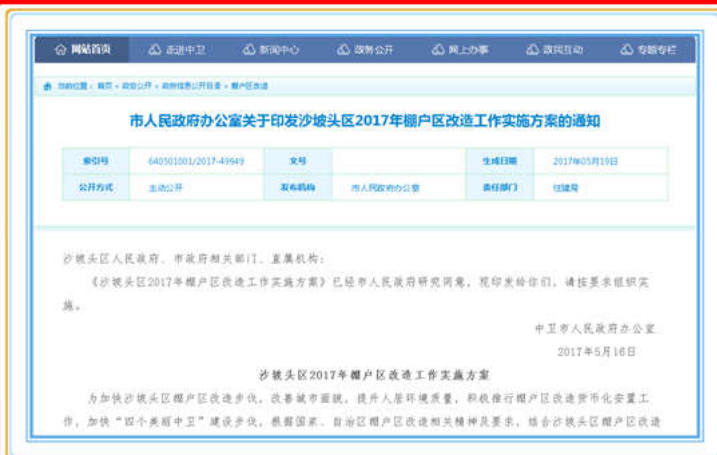 网站首页 走进中卫 新闻中心 政务公开 网上办事 政民互动 专题专栏
当前位置：首页 » 政务公开 » 政府信息公开目录 » 棚户区改造
市人民政府办公室关于印发沙坡头区2017年棚户区改造工作实施方案的通知
索引号 640501001/2017-49949 文号 生成日期 2017年05月19日
公开方式 主动公开 发布机构 市人民政府办公室 责任部门 住建局
沙坡头区人民政府、市政府相关部门、直属机构：
《沙坡头区2017年棚户区改造工作实施方案》已经市人民政府研究同意，现印发给你们，请按要求组织实
施。
中卫市人民政府办公室
2017年5月16日
沙坡头区2017年棚户区改造工作实施方案
为加快沙坡头区棚户区改造步伐，改善城市面貌，提升人居环境质量，积极推行棚户区改造货币化安置工
作，加快“四个美丽中卫”建设步伐，根据国家、自治区棚户区改造相关精神及要求，结合沙坡头区棚户区改造